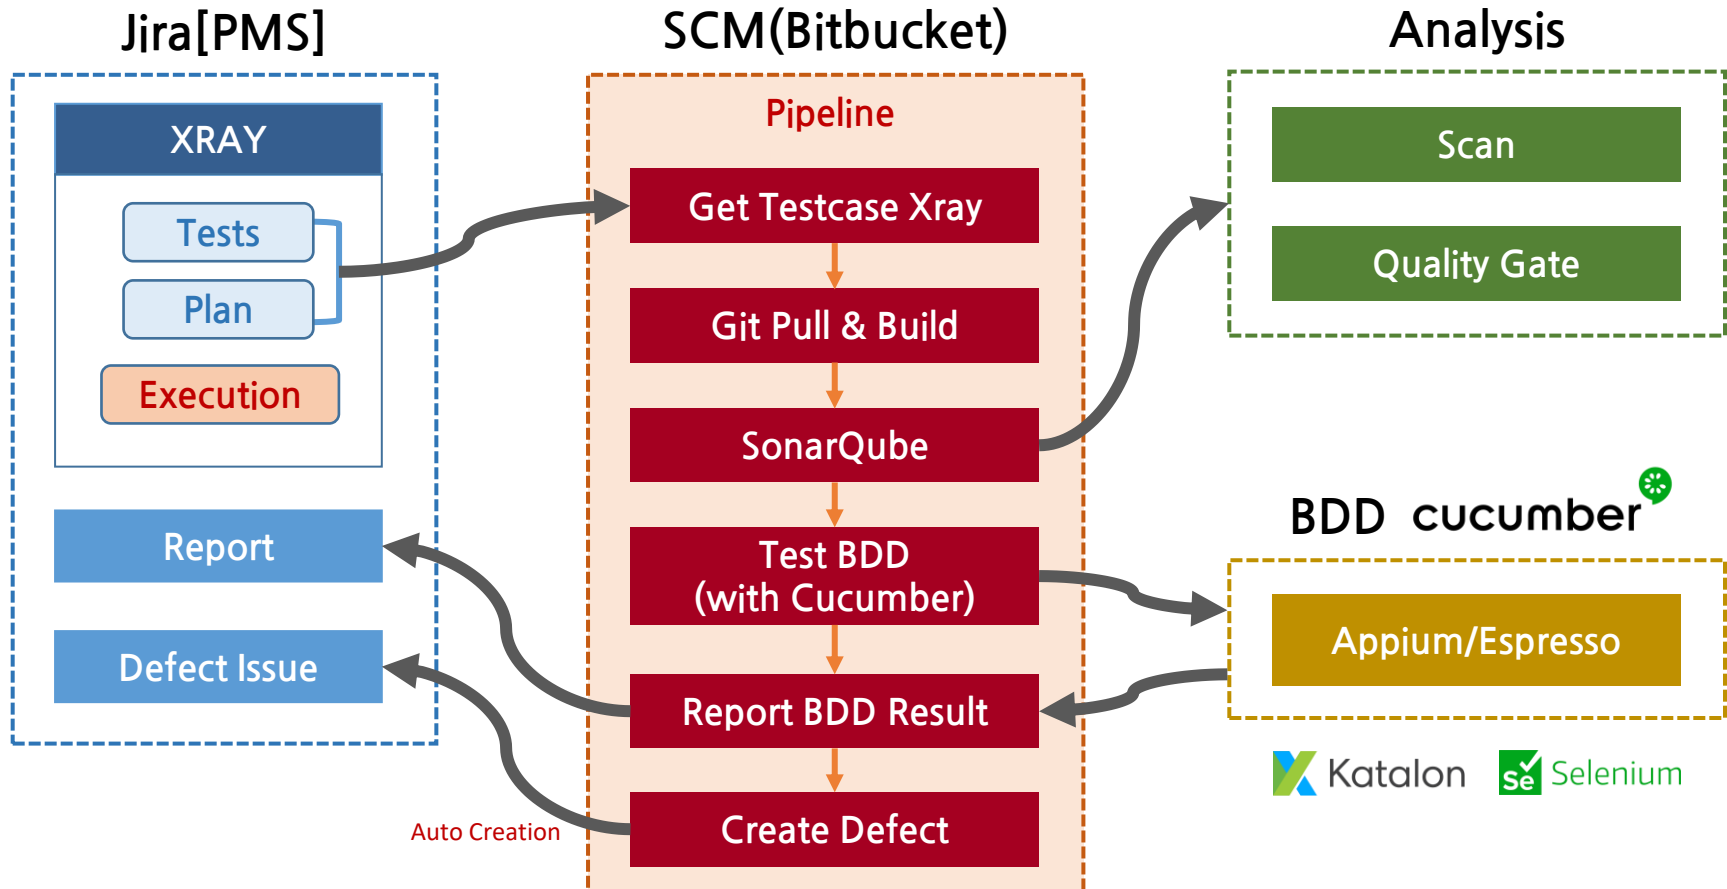 Jira[PMS]
XRAY
Tests
Plan
Execution
Report
Defect Issue
SCM(Bitbucket)
Pipeline
Get Testcase Xray
Git Pull & Build
SonarQube
Test BDD
(with Cucumber)
Report BDD Result
Create Defect
Auto Creation
Analysis
Scan
Quality Gate
BDD cucumber
Appium/Espresso
Katalon
Se Selenium